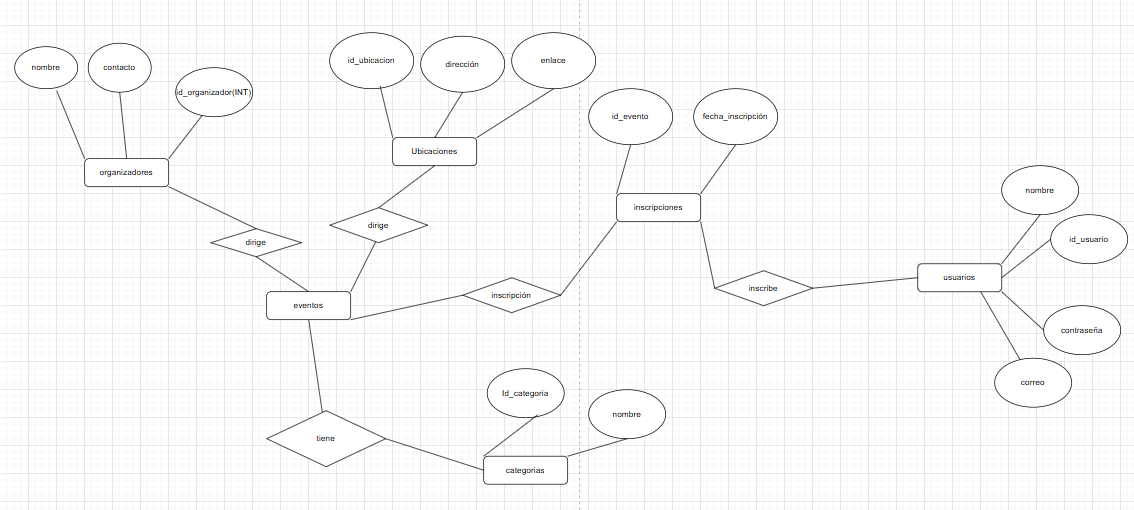 nombre
contacto
id_organizador(INT)
id_ubicacion
dirección
enlace
id_evento
fecha_inscripción
organizadores
Ubicaciones
inscripciones
nombre
id_usuario
usuarios
contraseña
correo
dirige
dirige
eventos
inscripción
inscribe
Id_categoria
nombre
tiene
categorias